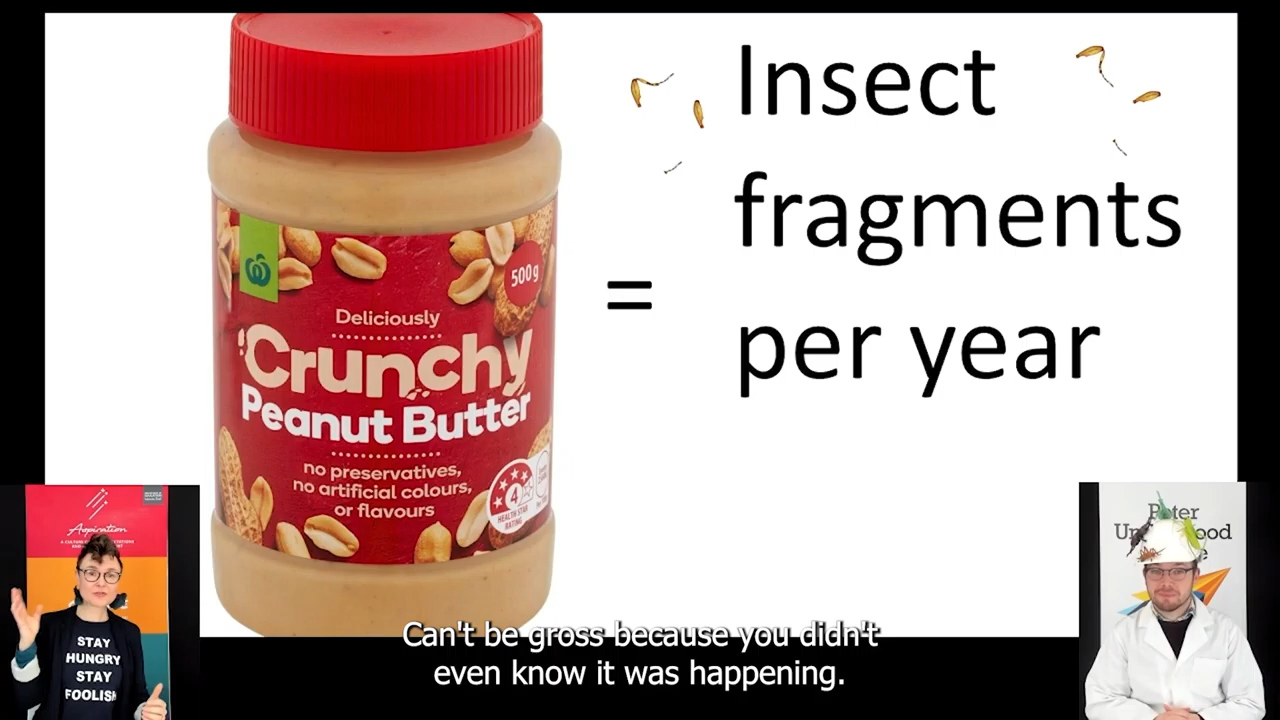 Insect
fragments
per year
=
500g
Deliciously
Crunchy
Peanut Butter
no preservatives,
no artificial colours,
or flavours
4
HEALTH STAR
RATING
Aspiration
STAY
HUNGRY
STAY
FOOLISH
Peter
Can't be gross because you didn't
even know it was happening.